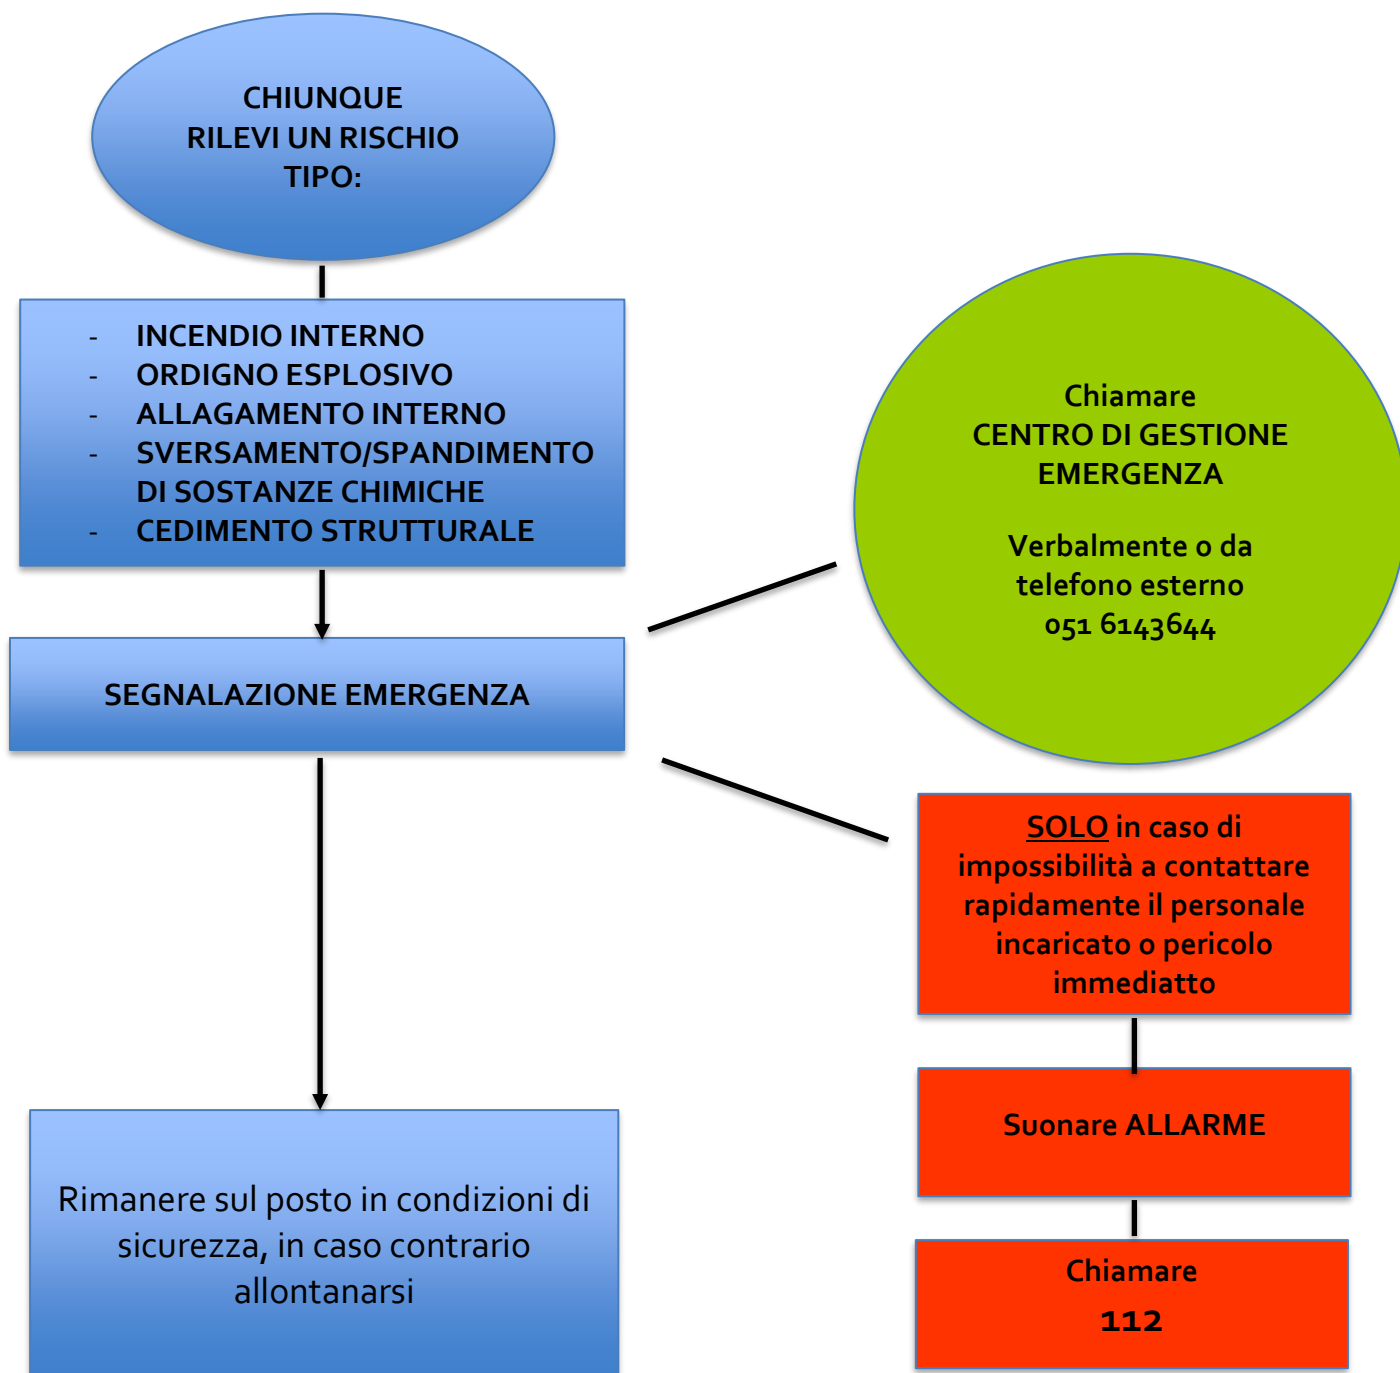 CHIUNQUE
RILEVI UN RISCHIO
TIPO:
- INCENDIO INTERNO
- ORDIGNO ESPLOSIVO
- ALLAGAMENTO INTERNO
- SVERSAMENTO/SPANDIMENTO
DI SOSTANZE CHIMICHE
- CEDIMENTO STRUTTURALE
SEGNALAZIONE EMERGENZA
Chiamare
CENTRO DI GESTIONE
EMERGENZA
Verbalmente o da
telefono esterno
051 6143644
SOLO in caso di
impossibilità a contattare
rapidamente il personale
incaricato o pericolo
immediatto
Suonare ALLARME
Chiamare
112
Rimanere sul posto in condizioni di
sicurezza, in caso contrario
allontanarsi